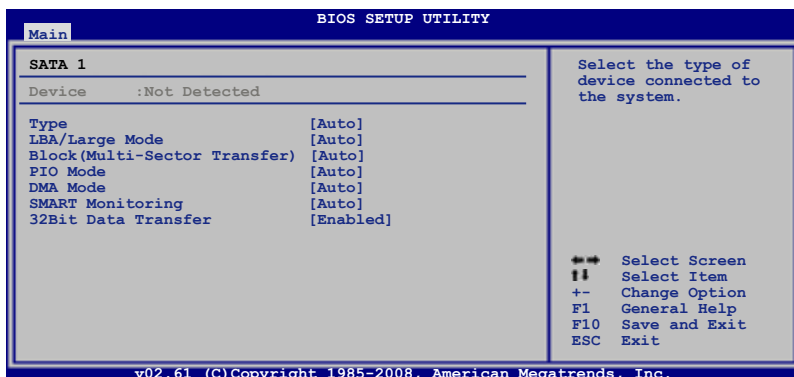 BIOS SETUP UTILITY
Main
SATA 1
Device :Not Detected
Type [Auto]
LBA/Large Mode [Auto]
Block(Multi-Sector Transfer) [Auto]
PIO Mode [Auto]
DMA Mode [Auto]
SMART Monitoring [Auto]
32Bit Data Transfer [Enabled]
Select the type of
device connected to
the system.
←→ Select Screen
↑↓ Select Item
+- Change Option
F1 General Help
F10 Save and Exit
ESC Exit
v02.61 (C)Copyright 1985-2008, American Megatrends, Inc.